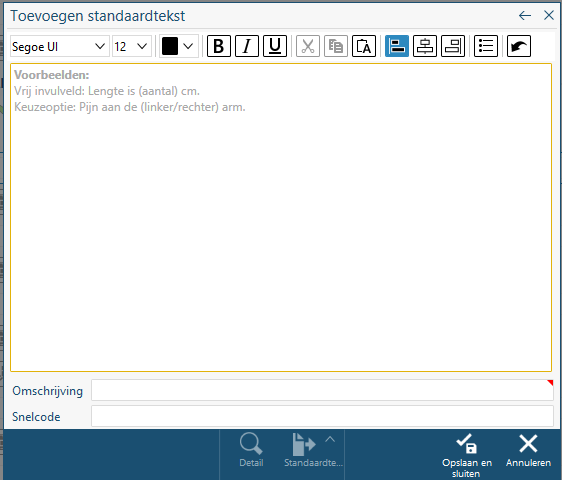 Toevoegen standaardtekst
Segoe UI 12 B I U
Voorbeelden:
Vrij invulveld: Lengte is (aantal) cm.
Keuzeoptie: Pijn aan de (linker/rechter) arm.
Omschrijving
Snelcode
Detail Standaardte... Opslaan en sluiten Annuleren